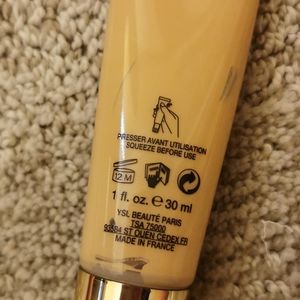 PRESSER AVANT UTILISATION
SQUEEZE BEFORE USE
12 M
1 fl. oz. e 30 ml
YSL BEAUTÉ PARIS
TSA 75000
93584 ST OUEN CEDEX FR
MADE IN FRANCE